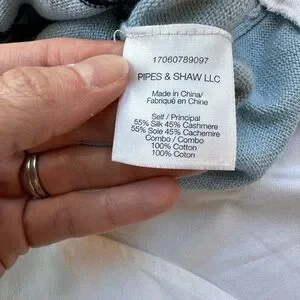 17060789097
PIPES & SHAW LLC
Made in China/
Fabriqué en Chine
Self / Principal
55% Silk 45% Cashmere
55% Soie 45% Cachemire
Combo / Combo
100% Cotton
100% Coton